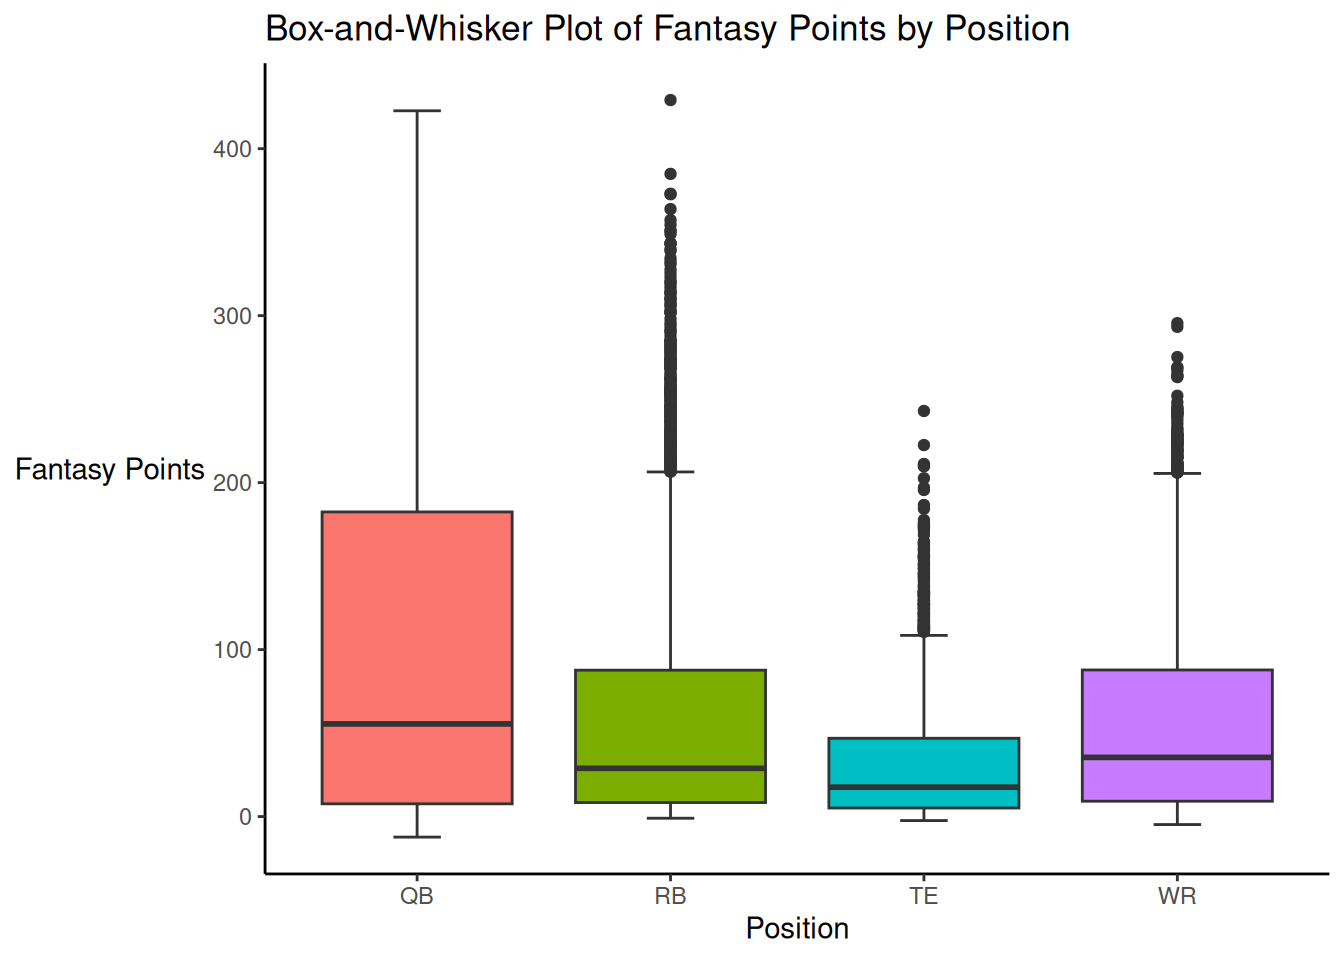 Box-and-Whisker Plot of Fantasy Points by Position
Fantasy Points
400
300
200
100
0
QB RB TE WR
Position